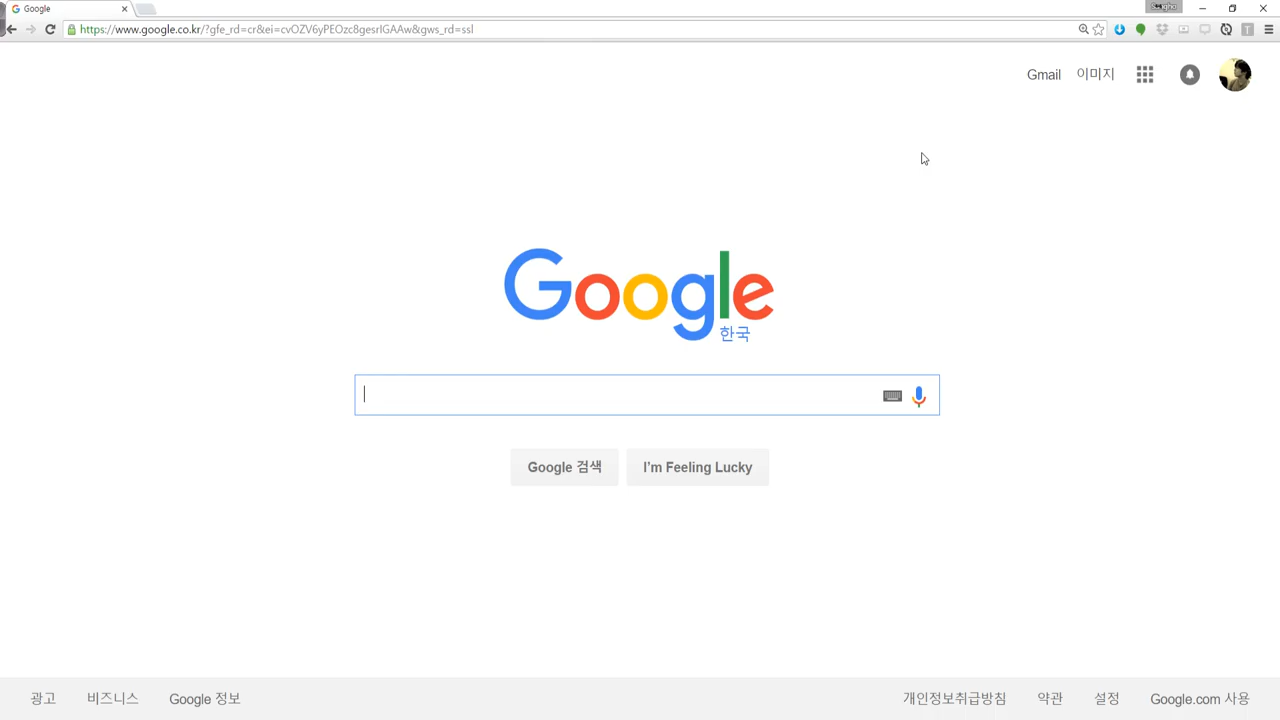 Google
https://www.google.co.kr/?gfe_rd=cr&ei=cvOZV6yPEOzc8gesrIGAAw&gws_rd=ssl
Gmail 이미지
Google
한국
Google 검색 I'm Feeling Lucky
광고 비즈니스 Google 정보 개인정보취급방침 약관 설정 Google.com 사용